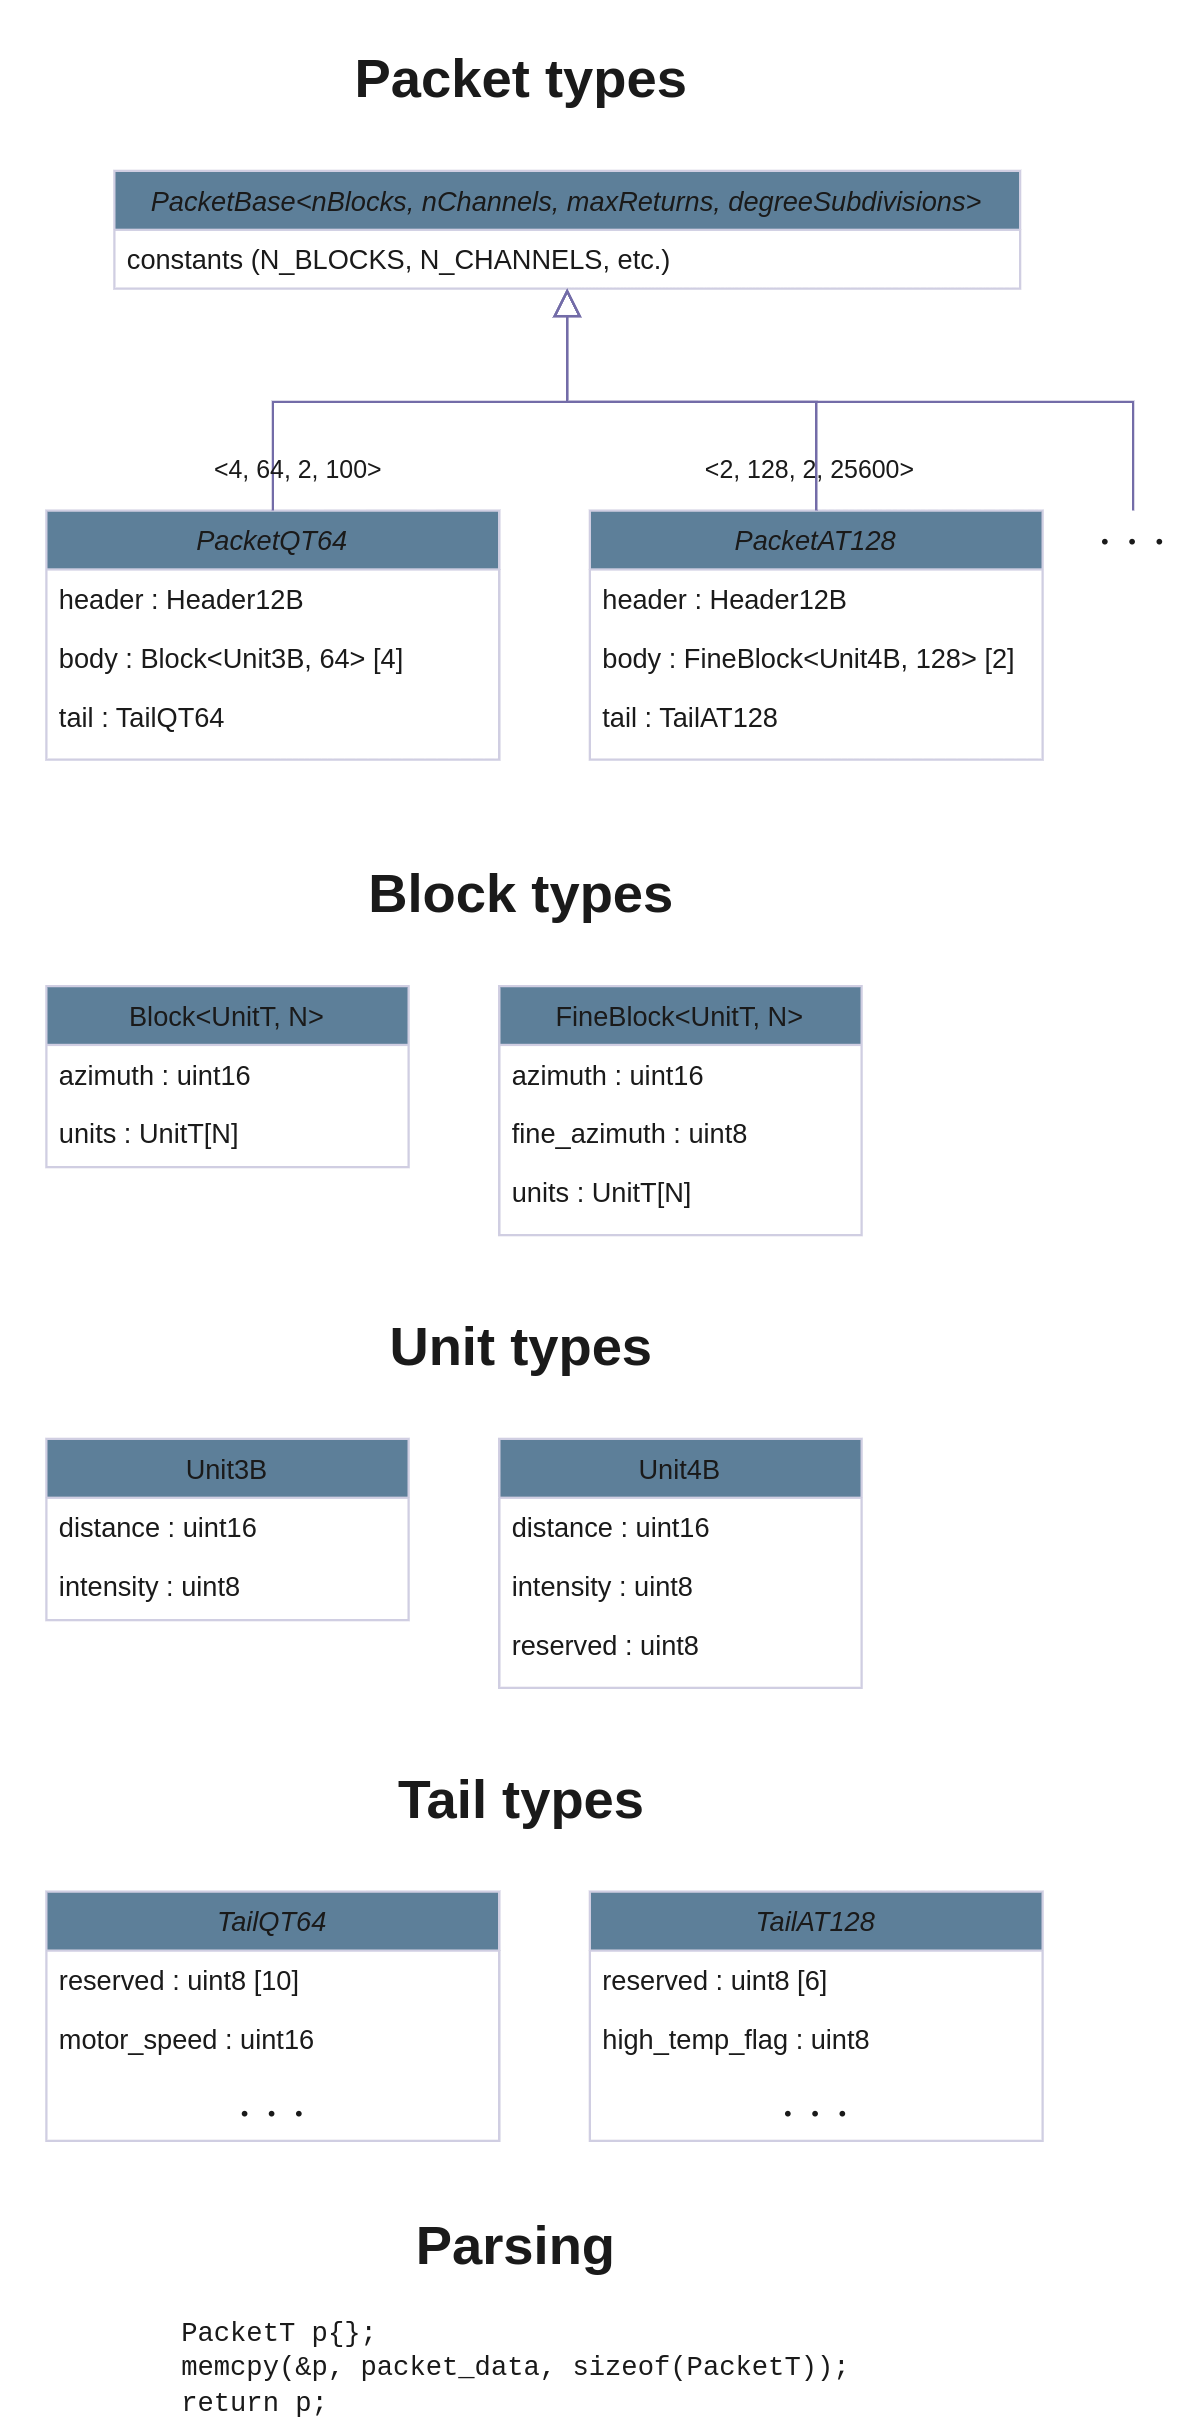 Packet types
PacketBase<nBlocks, nChannels, maxReturns, degreeSubdivisions>
constants (N_BLOCKS, N_CHANNELS, etc.)
<4, 64, 2, 100>
<2, 128, 2, 25600>
PacketQT64
header : Header12B
body : Block<Unit3B, 64> [4]
tail : TailQT64
PacketAT128
header : Header12B
body : FineBlock<Unit4B, 128> [2]
tail : TailAT128
. . .
Block types
Block<UnitT, N>
azimuth : uint16
units : UnitT[N]
FineBlock<UnitT, N>
azimuth : uint16
fine_azimuth : uint8
units : UnitT[N]
Unit types
Unit3B
distance : uint16
intensity : uint8
Unit4B
distance : uint16
intensity : uint8
reserved : uint8
Tail types
TailQT64
reserved : uint8 [10]
motor_speed : uint16
. . .
TailAT128
reserved : uint8 [6]
high_temp_flag : uint8
. . .
Parsing
PacketT p{};
memcpy(&p, packet_data, sizeof(PacketT));
return p;